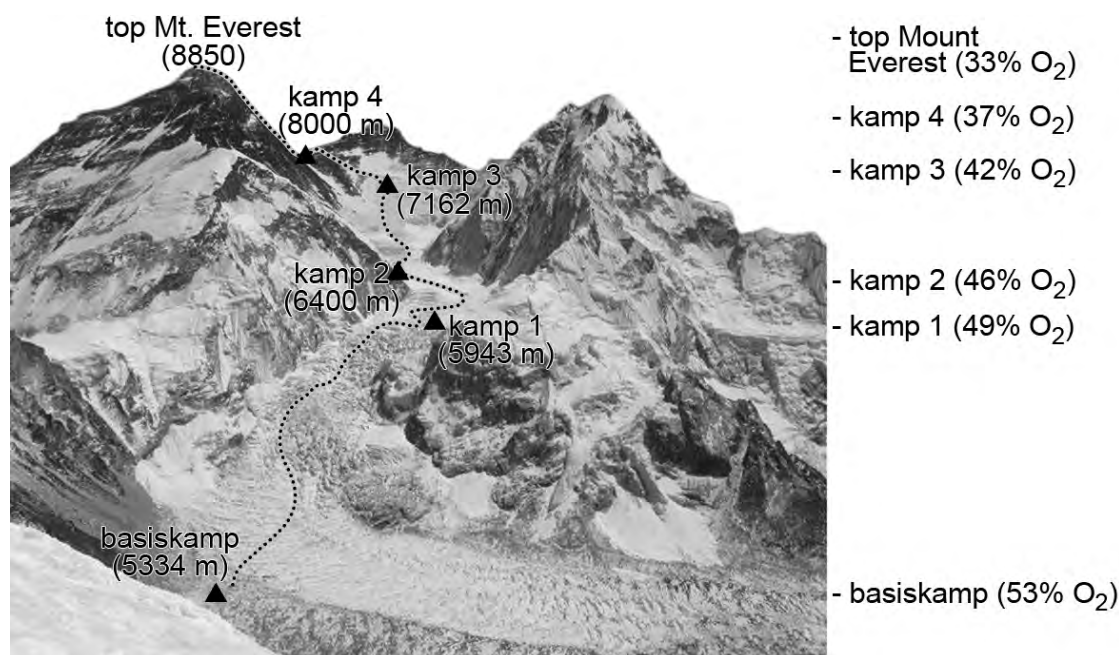 top Mt. Everest
(8850)
kamp 4
(8000 m)
kamp 3
(7162 m)
kamp 2
(6400 m)
kamp 1
(5943 m)
basiskamp
(5334 m)
- top Mount
Everest (33% O₂)
- kamp 4 (37% O₂)
- kamp 3 (42% O₂)
- kamp 2 (46% O₂)
- kamp 1 (49% O₂)
- basiskamp (53% O₂)